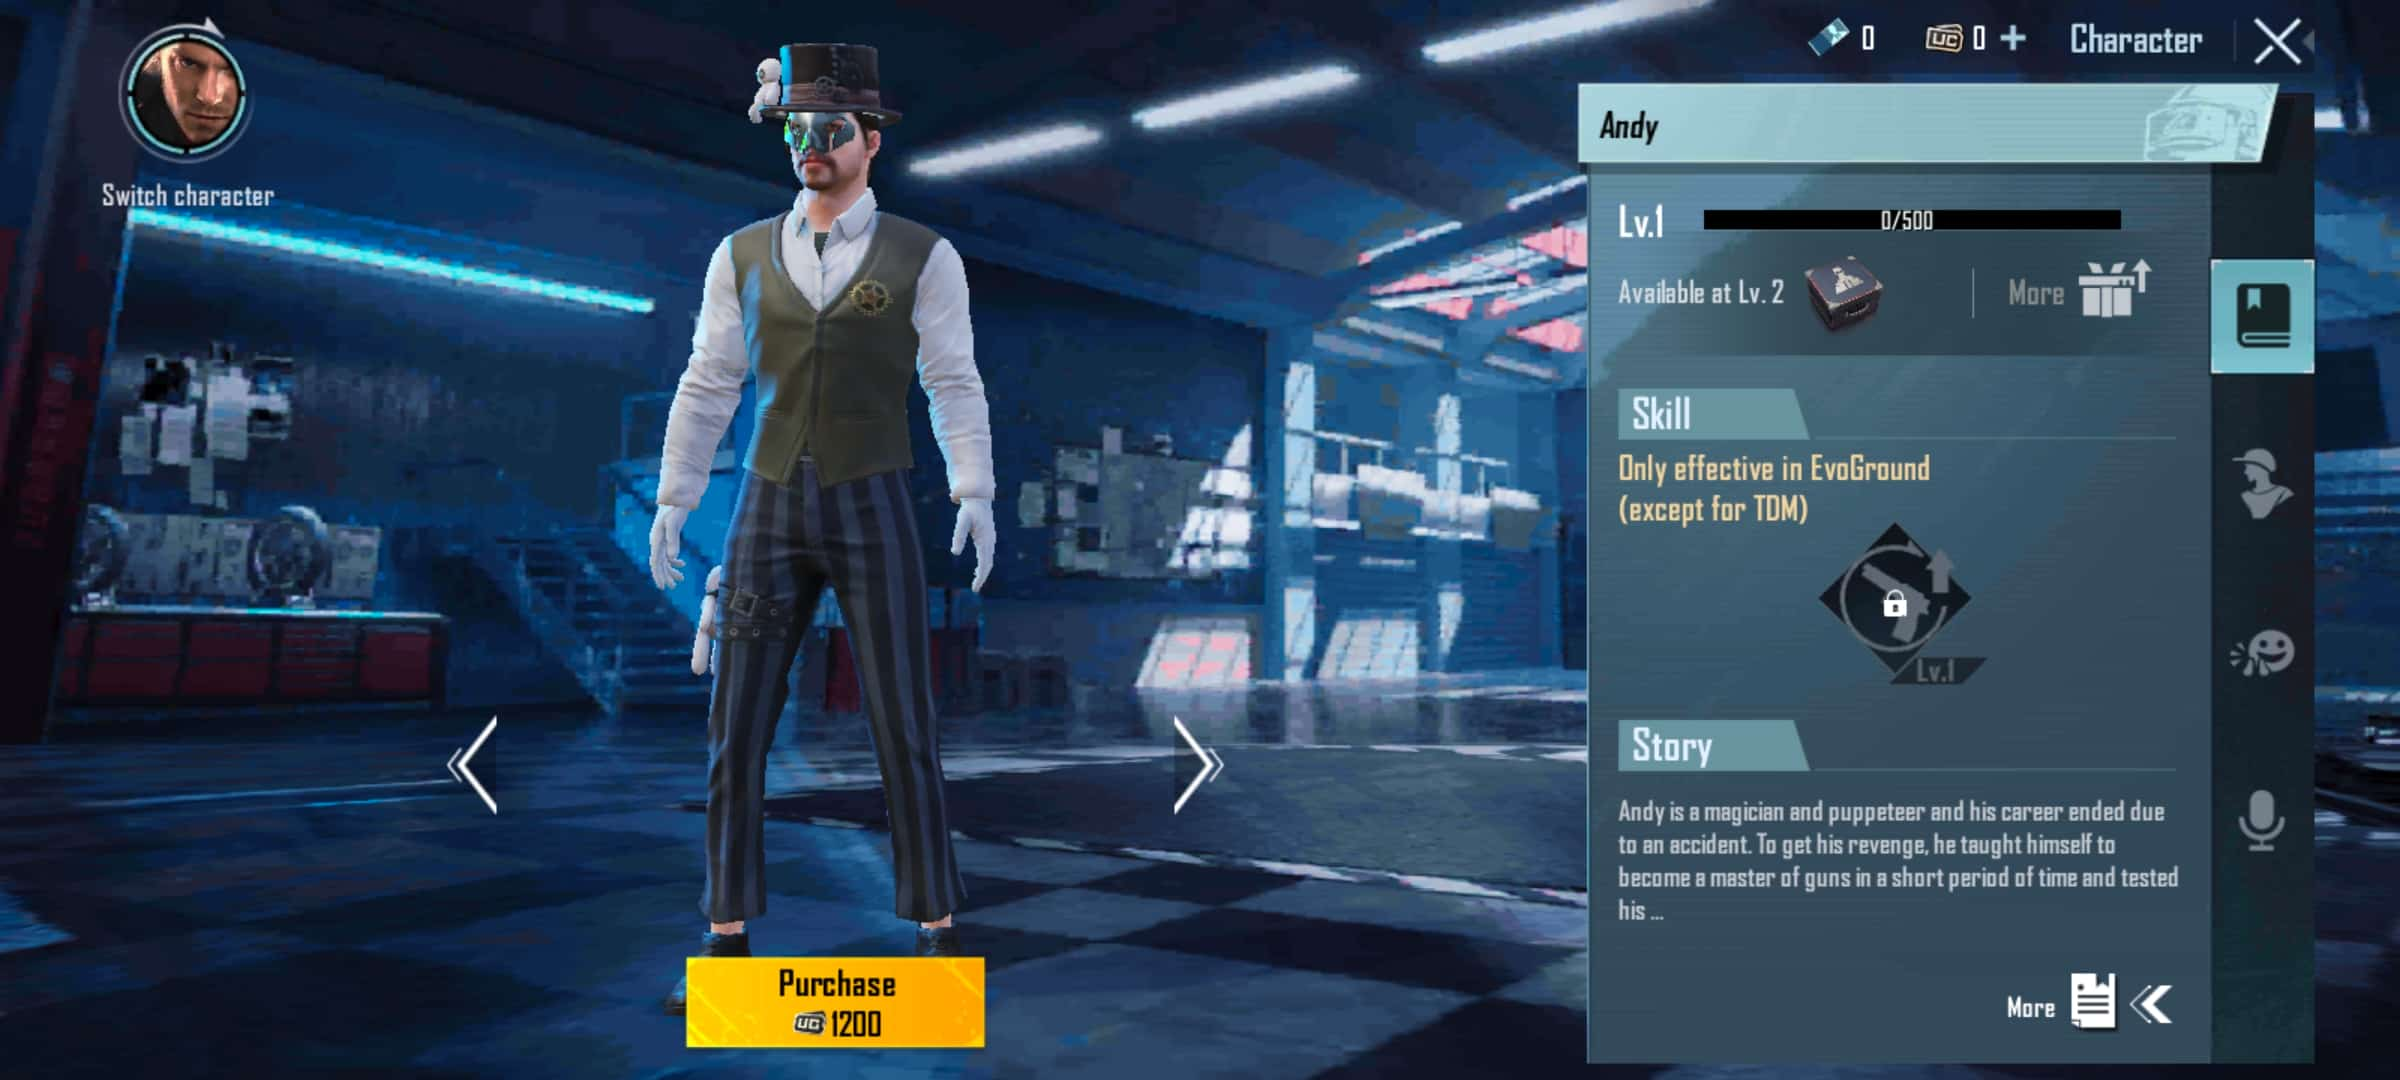 0
UC 0 +
Character
Switch character
Andy
Lv.1
0/500
Available at Lv. 2
More
Skill
Only effective in EvoGround
(except for TDM)
Lv.1
Story
Andy is a magician and puppeteer and his career ended due
to an accident. To get his revenge, he taught himself to
become a master of guns in a short period of time and tested
his ...
More
Purchase
UC 1200